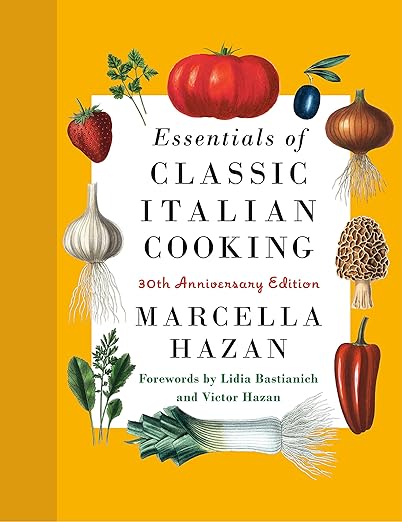 Essentials of
CLASSIC
ITALIAN
COOKING
30th Anniversary Edition
MARCELLA
HAZAN
Forewords by Lidia Bastianich
and Victor Hazan